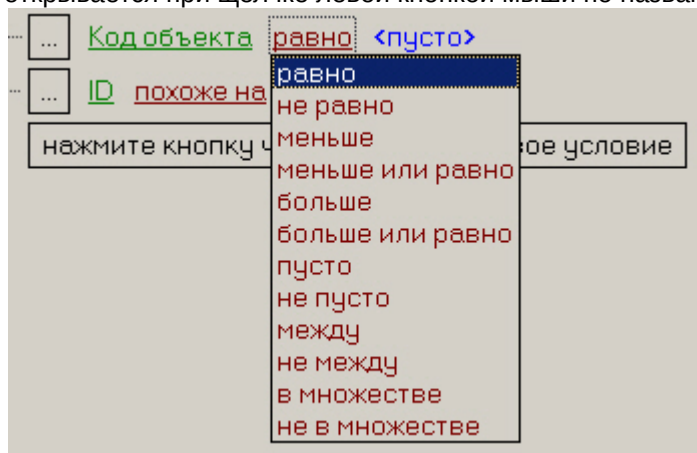 открывается при щелчке левой кнопкой мыши по
... Код объекта равно <пусто>
... ID похоже на
нажмите кнопку ое условие
равно
не равно
меньше
меньше или равно
больше
больше или равно
пусто
не пусто
между
не между
в множестве
не в множестве